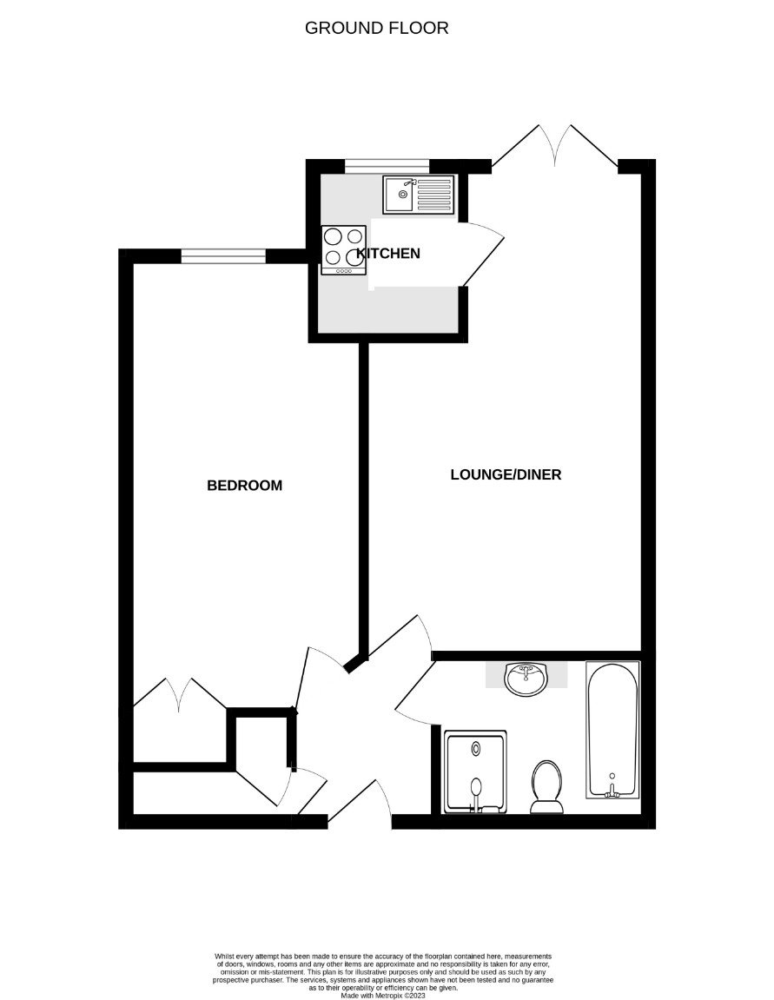 GROUND FLOOR
KITCHEN
LOUNGE/DINER
BEDROOM
Whilst every attempt has been made to ensure the accuracy of the floorplan contained here, measurements
of doors, windows, rooms and any other items are approximate and no responsibility is taken for any error,
omission or mis-statement. This plan is for illustrative purposes only and should be used as such by any
prospective purchaser. The services, systems and appliances shown have not been tested and no guarantee
as to their operability or efficiency can be given.
Made with Metropix ©2023